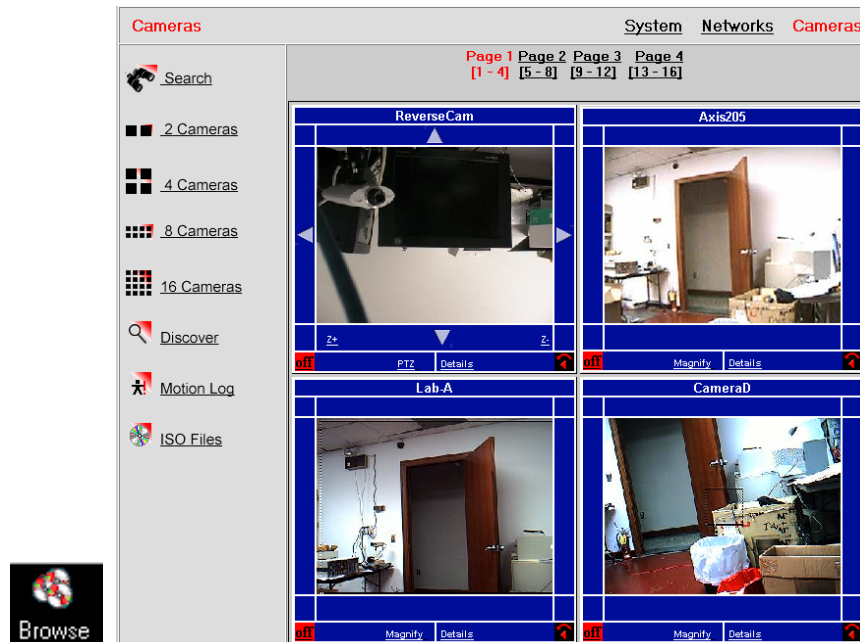 Cameras
System Networks Cameras
Page 1 Page 2 Page 3 Page 4
[1 - 4] [5 - 8] [9 - 12] [13 - 16]
Search
2 Cameras
4 Cameras
8 Cameras
16 Cameras
Discover
Motion Log
ISO Files
ReverseCam
Z+ Z-
off PTZ Details
Axis205
off Magnify Details
Lab-A
off Magnify Details
CameraD
off Magnify Details
Browse